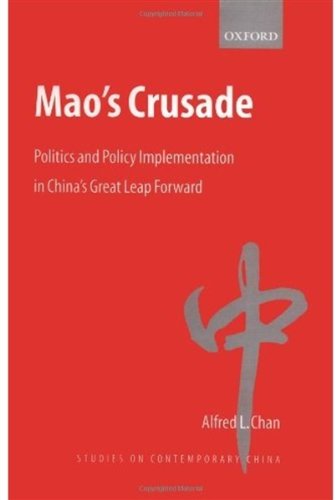 OXFORD
Mao's Crusade
Politics and Policy Implementation
in China's Great Leap Forward
中
Alfred L. Chan
STUDIES ON CONTEMPORARY CHINA